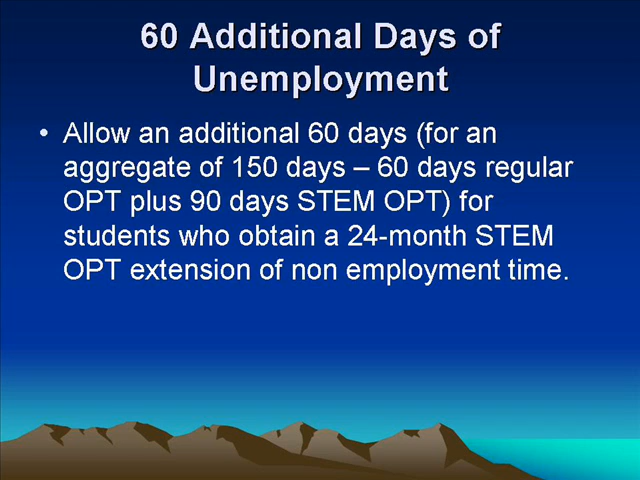 60 Additional Days of
Unemployment
• Allow an additional 60 days (for an
aggregate of 150 days – 60 days regular
OPT plus 90 days STEM OPT) for
students who obtain a 24-month STEM
OPT extension of non employment time.